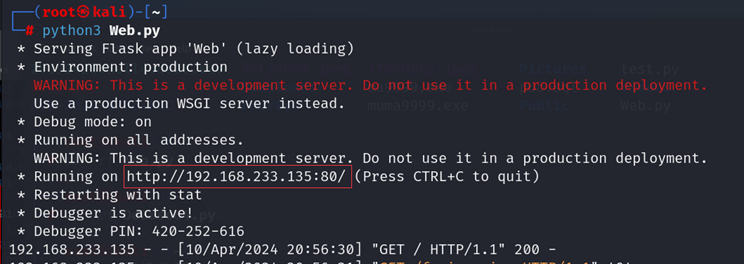 (root㉿kali)-[~]
# python3 Web.py
* Serving Flask app 'Web' (lazy loading)
* Environment: production
WARNING: This is a development server. Do not use it in a production deployment.
Use a production WSGI server instead.
* Debug mode: on
* Running on all addresses.
WARNING: This is a development server. Do not use it in a production deployment.
* Running on http://192.168.233.135:80/ (Press CTRL+C to quit)
* Restarting with stat
* Debugger is active!
* Debugger PIN: 420-252-616
192.168.233.135 - - [10/Apr/2024 20:56:30] "GET / HTTP/1.1" 200 -